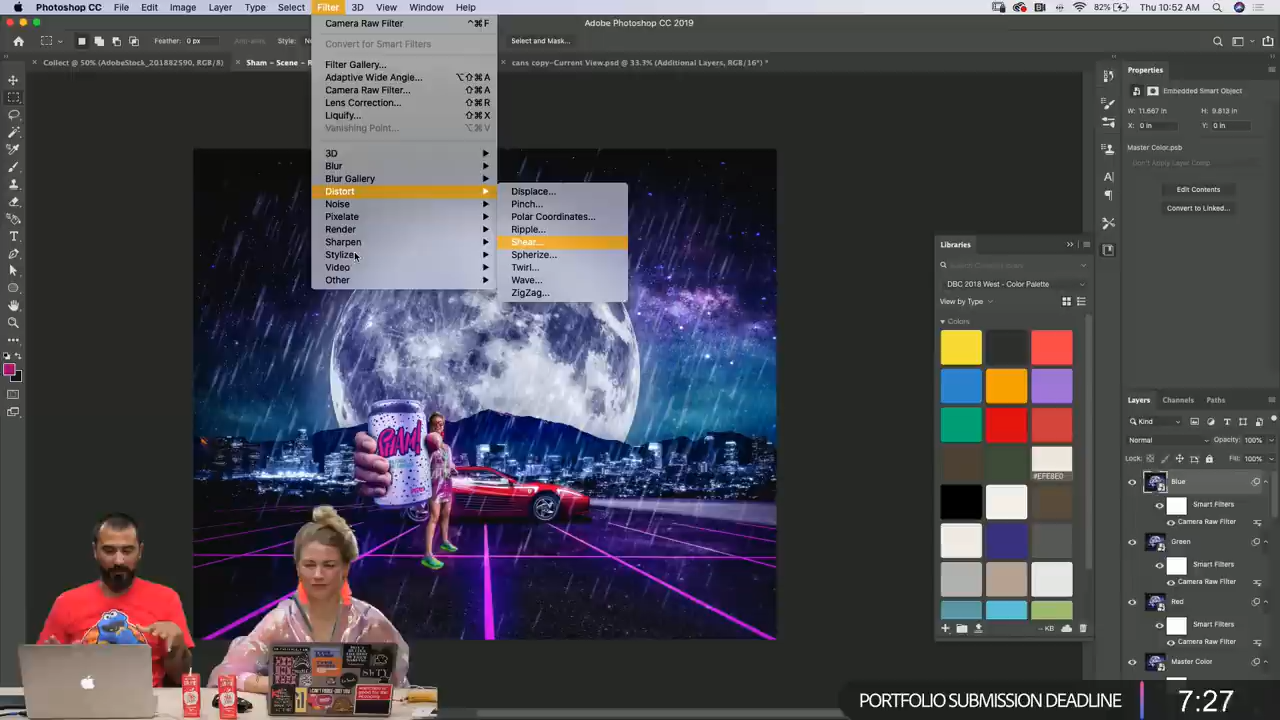 Photoshop CC File Edit Image Layer Type Select Filter 3D View Window Help 82% Thu 10:52 AM
Feather: 0 px Anti-alias Style: Select and Mask... Adobe Photoshop CC 2019
Collect @ 50% (AdobeStock_201882590, RGB/8) × Sham – Scene – R × cans copy-Current View.psd @ 33.3% (Additional Layers, RGB/16*) *
Camera Raw Filter ⌃⌘F
Convert for Smart Filters
Filter Gallery...
Adaptive Wide Angle... ⌥⇧⌘A
Camera Raw Filter... ⇧⌘A
Lens Correction... ⇧⌘R
Liquify... ⇧⌘X
Vanishing Point... ⌥⌘V
3D
Blur
Blur Gallery
Distort
Noise
Pixelate
Render
Sharpen
Stylize
Video
Other
Displace...
Pinch...
Polar Coordinates...
Ripple...
Shear...
Spherize...
Twirl...
Wave...
ZigZag...
Properties
Embedded Smart Object
W: 11.667 in H: 9.813 in
X: 0 in Y: 0 in
Master Color.psb
Don't Apply Layer Comp
Edit Contents
Convert to Linked...
Libraries
DBC 2018 West - Color Palette
View by Type
Colors
#EFE8E0
-- KB
Layers Channels Paths
Kind
Normal Opacity: 100%
Lock: Fill: 100%
Blue
Smart Filters
Camera Raw Filter
Green
Smart Filters
Camera Raw Filter
Red
Smart Filters
Camera Raw Filter
Master Color
PORTFOLIO SUBMISSION DEADLINE 7:27